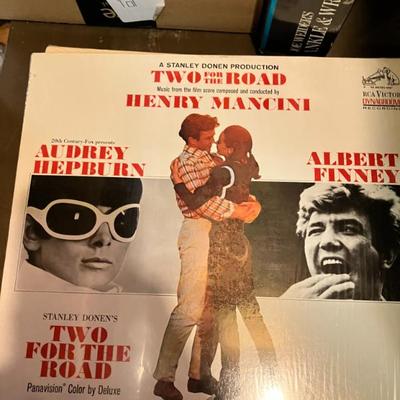 JOE WEIDER'S
A STANLEY DONEN PRODUCTION
TWO FOR THE ROAD
Music from the film score composed and conducted by
HENRY MANCINI
RCA VICTOR
DYNAGROOVE
RECORDING
20th Century-Fox presents
AUDREY
HEPBURN
ALBERT
FINNEY
STANLEY DONEN'S
TWO
FOR THE
ROAD
Panavision® Color by Deluxe